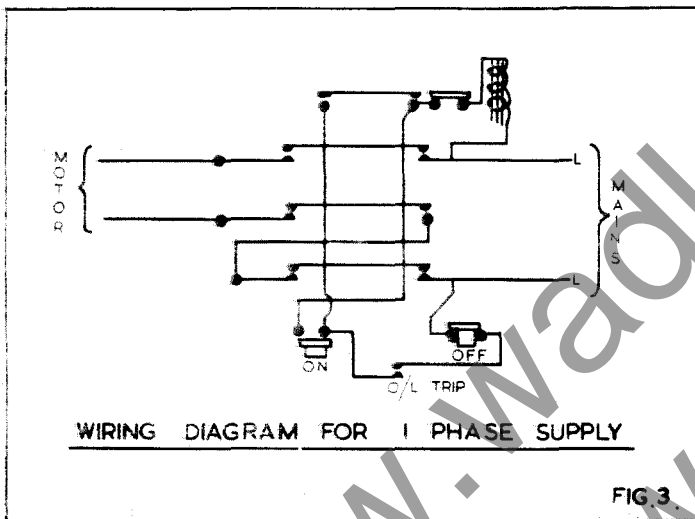 MOTOR
L
MAINS
L
ON
OFF
O/L TRIP
WIRING DIAGRAM FOR 1 PHASE SUPPLY
FIG.3.